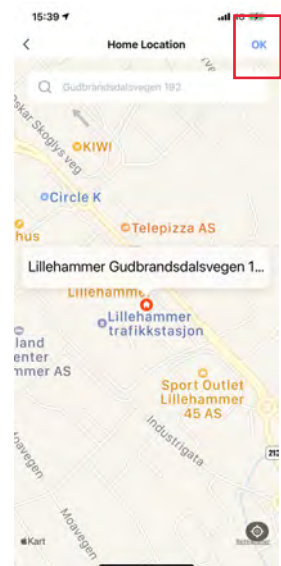 15:39
Home Location
OK
Gudbrandsdalsvegen 192
Oskar Skoglys veg
KIWI
Circle K
Telepizza AS
hus
Lillehammer Gudbrandsdalsvegen 1...
Lillehammer
Lillehammer
trafikkstasjon
land
enter
mmer AS
Sport Outlet
Lillehammer
45 AS
Industrigata
213
Moavegen
Kart